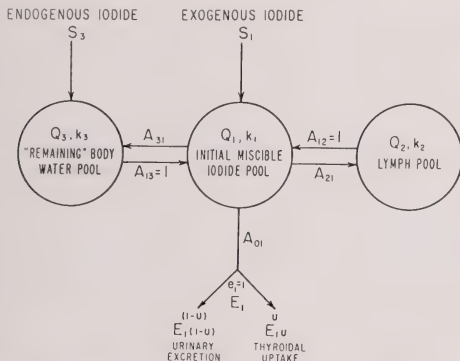 ENDOGENOUS IODIDE
S₃
EXOGENOUS IODIDE
S₁
Q₃, k₃
"REMAINING" BODY
WATER POOL
A₃₁
A₁₃=1
Q₁, k₁
INITIAL MISCIBLE
IODIDE POOL
A₁₂=1
A₂₁
Q₂, k₂
LYMPH POOL
A₀₁
e₁=1
E₁
(1-U)
E₁(1-U)
URINARY
EXCRETION
U
E₁U
THYROIDAL
UPTAKE